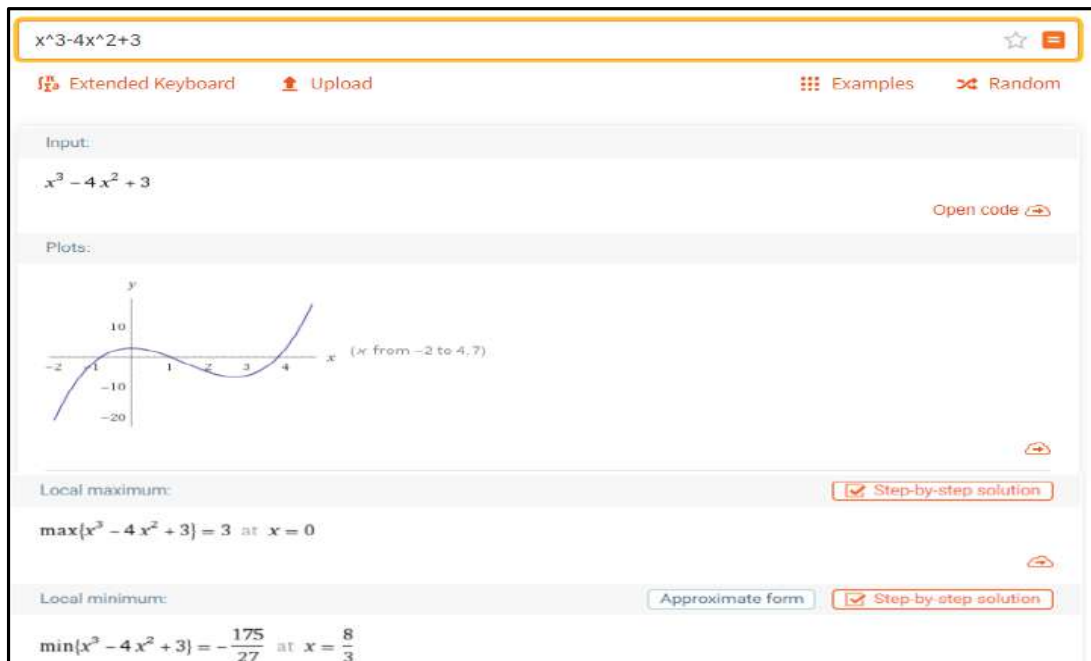 x^3-4x^2+3
Extended Keyboard Upload Examples Random
Input:
x³ − 4 x² + 3
Open code
Plots:
y
10
(x from −2 to 4.7)
x
−2 −1 1 2 3 4
−10
−20
Local maximum: Step-by-step solution
max{x³ − 4 x² + 3} = 3 at x = 0
Local minimum: Approximate form Step-by-step solution
min{x³ − 4 x² + 3} = − 175/27 at x = 8/3